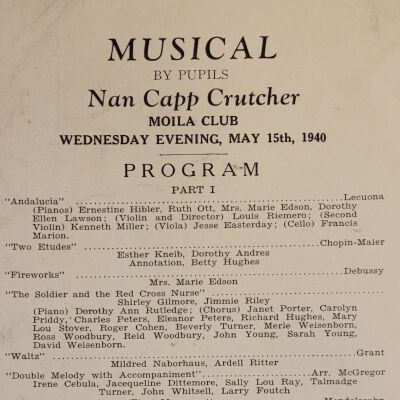 MUSICAL
BY PUPILS
Nan Capp Crutcher
MOILA CLUB
WEDNESDAY EVENING, MAY 15th, 1940
PROGRAM
PART I
"Andalucia" ..... Lecuona
(Pianos) Ernestine Hibler, Ruth Ott, Mrs. Marie Edson, Dorothy
Ellen Lawson; (Violin and Director) Louis Riemero; (Second
Violin) Kenneth Miller; (Viola) Jesse Easterday; (Cello) Francis
Marion.
"Two Etudes" ..... Chopin-Maier
Esther Kneib, Dorothy Andres
Annotation, Betty Hughes
"Fireworks" ..... Debussy
Mrs. Marie Edson
"The Soldier and the Red Cross Nurse" .....
Shirley Gilmore, Jimmie Riley
(Piano) Dorothy Ann Rutledge; (Chorus) Janet Porter, Carolyn
Priddy, Charles Peters, Eleanor Peters, Richard Hughes, Mary
Lou Stover, Roger Cohen, Beverly Turner, Merle Weisenborn,
Ross Woodbury, Reid Woodbury, John Young, Sarah Young,
David Weisenborn.
"Waltz" ..... Grant
Mildred Naborhaus, Ardell Ritter
"Double Melody with Accompaniment" ..... Arr. McGregor
Irene Cebula, Jacequeline Dittemore, Sally Lou Ray, Talmadge
Turner, John Whitsell, Larry Foutch